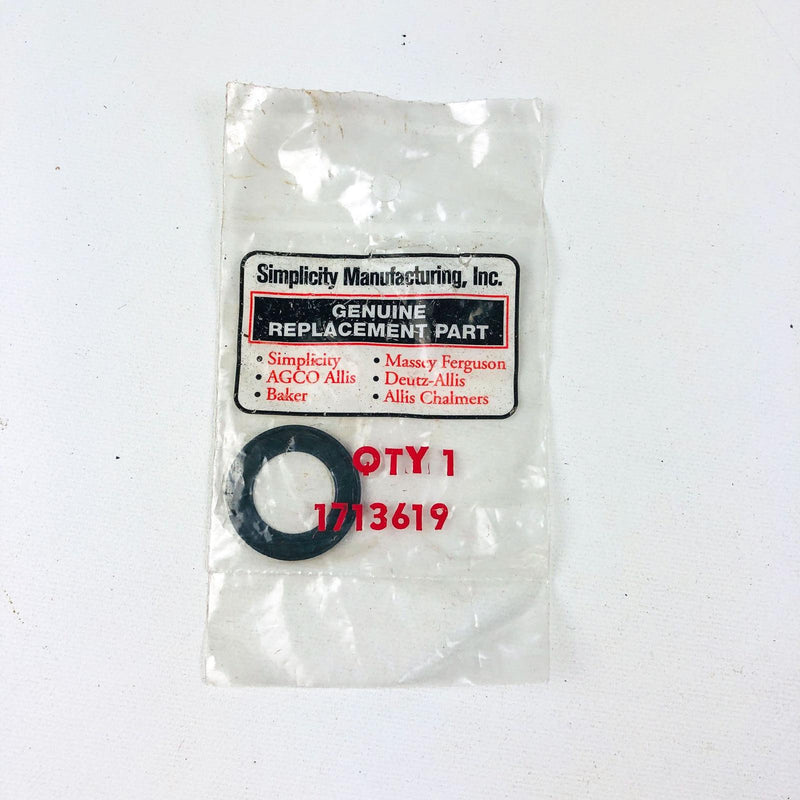 Simplicity Manufacturing, Inc.
GENUINE
REPLACEMENT PART
• Simplicity • Massey Ferguson
• AGCO Allis • Deutz-Allis
• Baker • Allis Chalmers
QTY 1
1713619